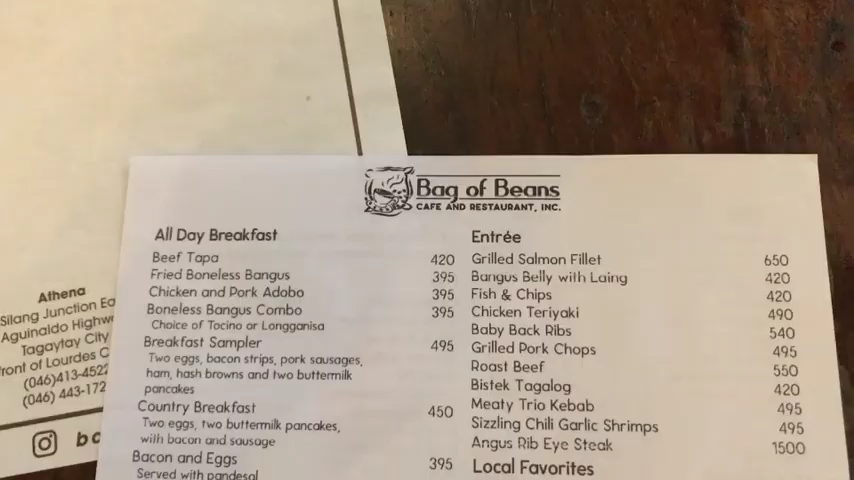 Bag of Beans
CAFE AND RESTAURANT, INC.
All Day Breakfast
Beef Tapa 420
Fried Boneless Bangus 395
Chicken and Pork Adobo 395
Boneless Bangus Combo 395
Choice of Tocino or Longganisa
Breakfast Sampler 495
Two eggs, bacon strips, pork sausages,
ham, hash browns and two buttermilk
pancakes
Country Breakfast 450
Two eggs, two buttermilk pancakes,
with bacon and sausage
Bacon and Eggs 395
Served with pandesal
Entrée
Grilled Salmon Fillet 650
Bangus Belly with Laing 420
Fish & Chips 420
Chicken Teriyaki 490
Baby Back Ribs 540
Grilled Pork Chops 495
Roast Beef 550
Bistek Tagalog 420
Meaty Trio Kebab 495
Sizzling Chili Garlic Shrimps 495
Angus Rib Eye Steak 1500
Local Favorites
Athena
Silang Junction Ea
Aguinaldo Highw
Tagaytay City
front of Lourdes C
(046)413-4522
(046) 443-172